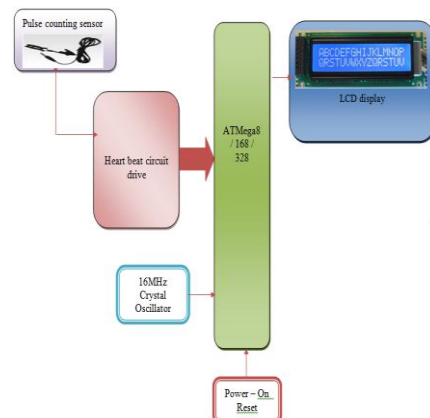 Pulse counting sensor
ABCDEFGHIJKLMNOP
QRSTUVWXYZQRSTUV
LCD display
ATMega8
/ 168 /
328
Heart beat circuit
drive
16MHz
Crystal
Oscillator
Power – On
Reset